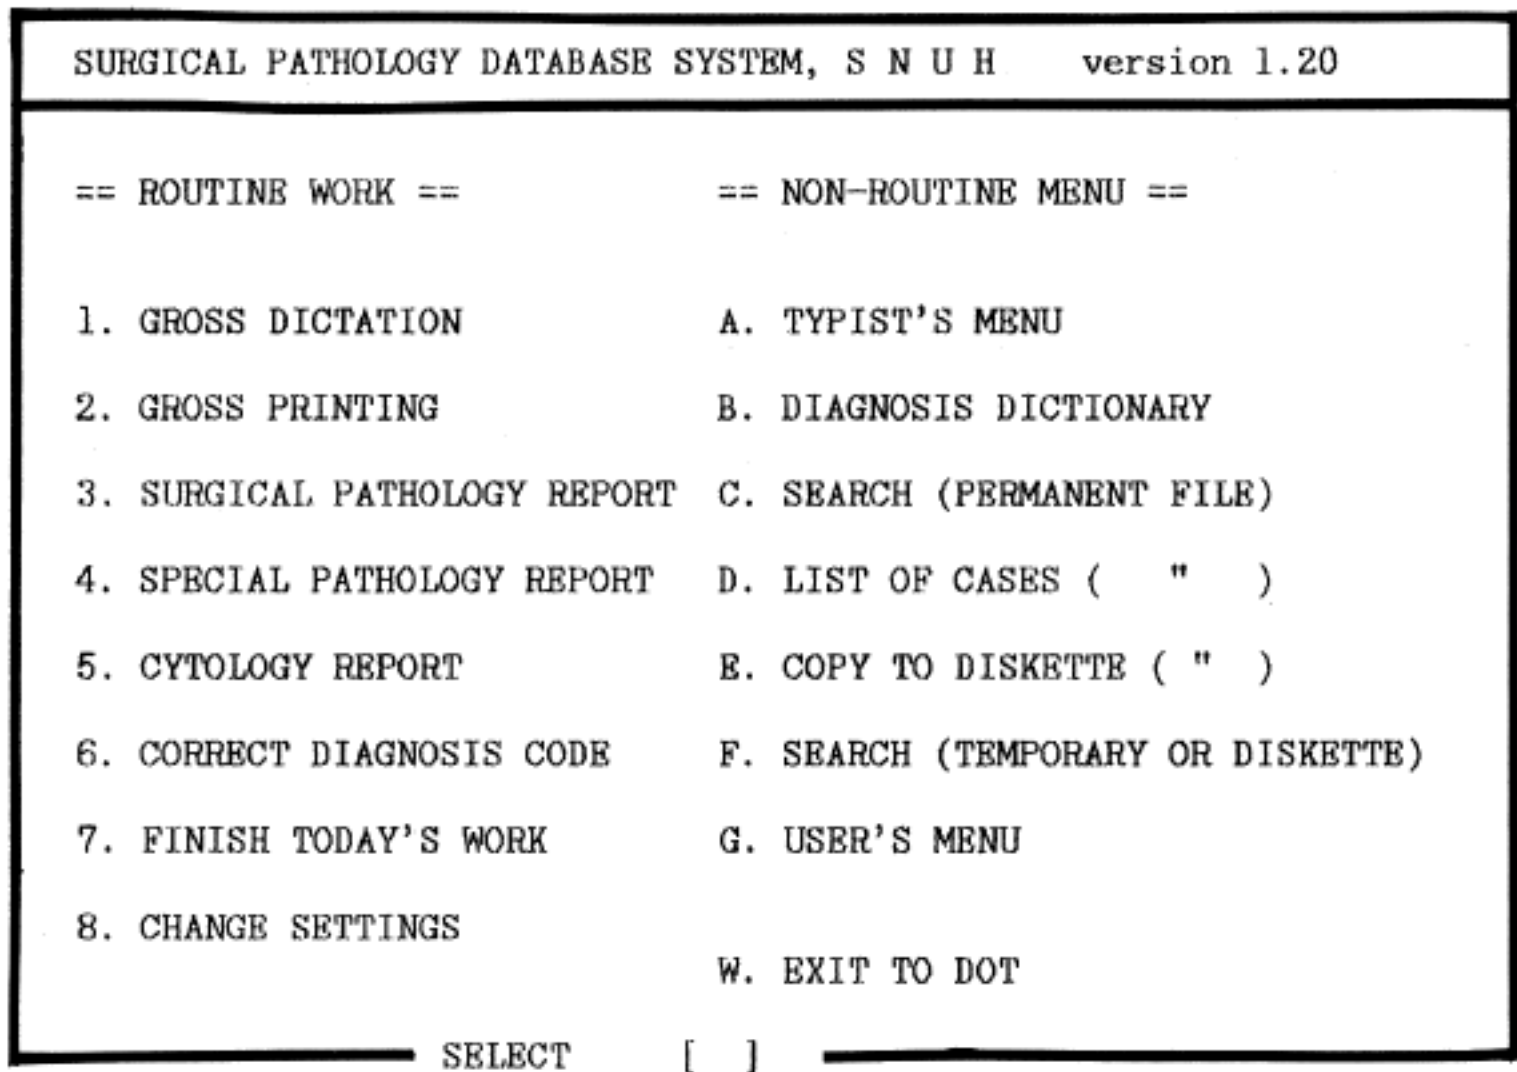 SURGICAL PATHOLOGY DATABASE SYSTEM, S N U H    version 1.20
== ROUTINE WORK ==    == NON-ROUTINE MENU ==
1. GROSS DICTATION    A. TYPIST'S MENU
2. GROSS PRINTING    B. DIAGNOSIS DICTIONARY
3. SURGICAL PATHOLOGY REPORT    C. SEARCH (PERMANENT FILE)
4. SPECIAL PATHOLOGY REPORT    D. LIST OF CASES (   "   )
5. CYTOLOGY REPORT    E. COPY TO DISKETTE ( "  )
6. CORRECT DIAGNOSIS CODE    F. SEARCH (TEMPORARY OR DISKETTE)
7. FINISH TODAY'S WORK    G. USER'S MENU
8. CHANGE SETTINGS
W. EXIT TO DOT
SELECT    [  ]